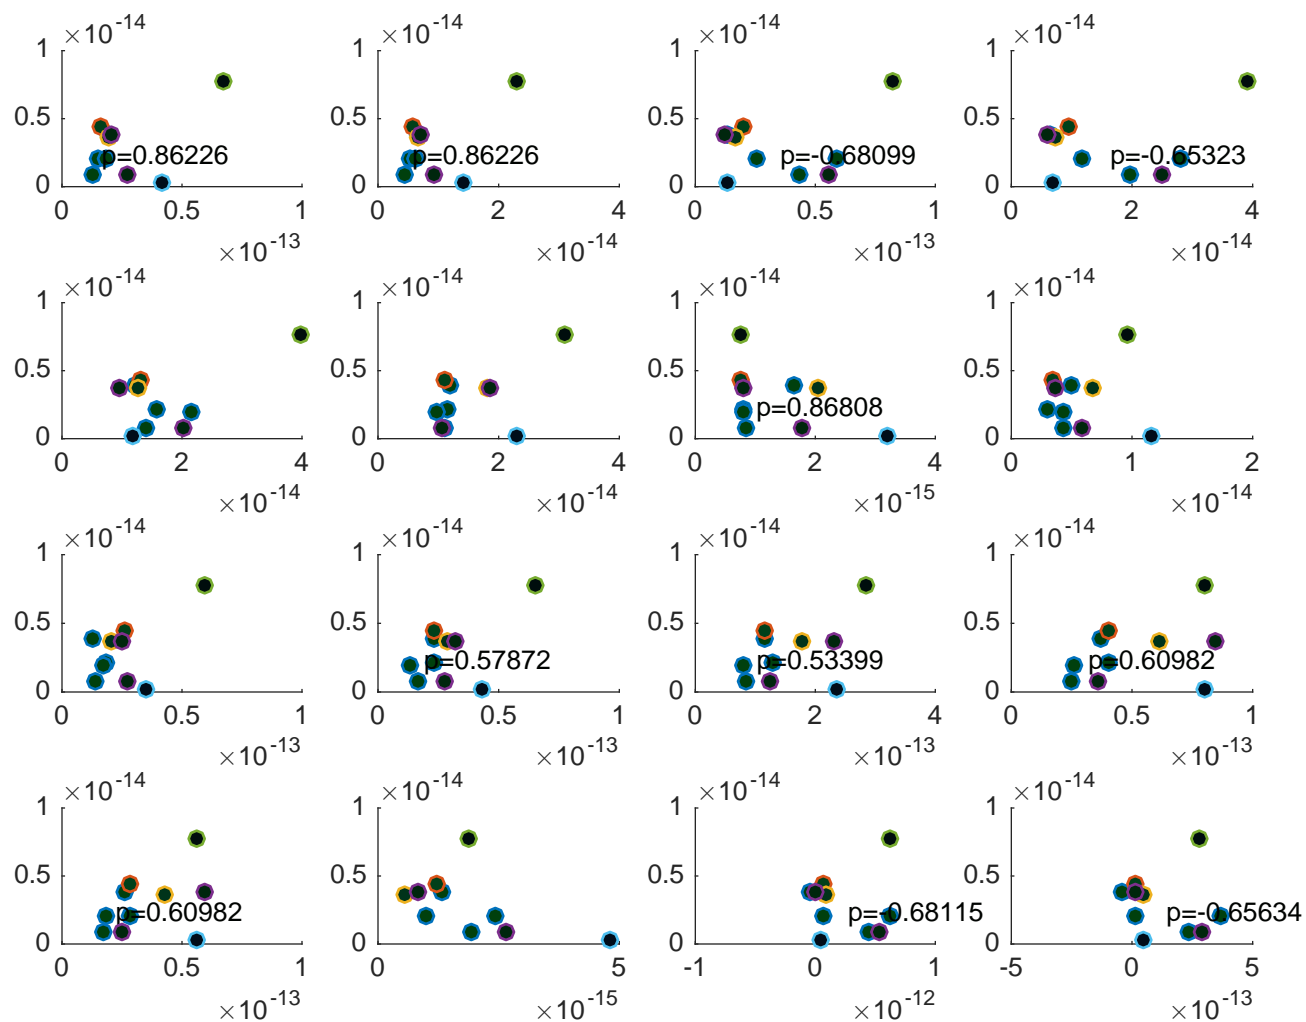 1 ×10-14 1 ×10-14 1 ×10-14 1 ×10-14
0.5 0.5 0.5 0.5
p=0.86226 p=0.86226 p=-0.68099 p=-0.65323
0 0 0 0
0 0.5 1 0 2 4 0 0.5 1 0 2 4
×10-13 ×10-14 ×10-13 ×10-14
1 ×10-14 1 ×10-14 1 ×10-14 1 ×10-14
0.5 0.5 0.5 0.5
p=0.86808
0 0 0 0
0 2 4 0 2 4 0 2 4 0 1 2
×10-14 ×10-14 ×10-15 ×10-14
1 ×10-14 1 ×10-14 1 ×10-14 1 ×10-14
0.5 0.5 0.5 0.5
p=0.57872 p=0.53399 p=0.60982
0 0 0 0
0 0.5 1 0 0.5 1 0 2 4 0 0.5 1
×10-13 ×10-13 ×10-13 ×10-13
1 ×10-14 1 ×10-14 1 ×10-14 1 ×10-14
0.5 0.5 0.5 0.5
p=0.60982 p=-0.68115 p=-0.65634
0 0 0 0
0 0.5 1 0 5 -1 0 1 -5 0 5
×10-13 ×10-15 ×10-12 ×10-13